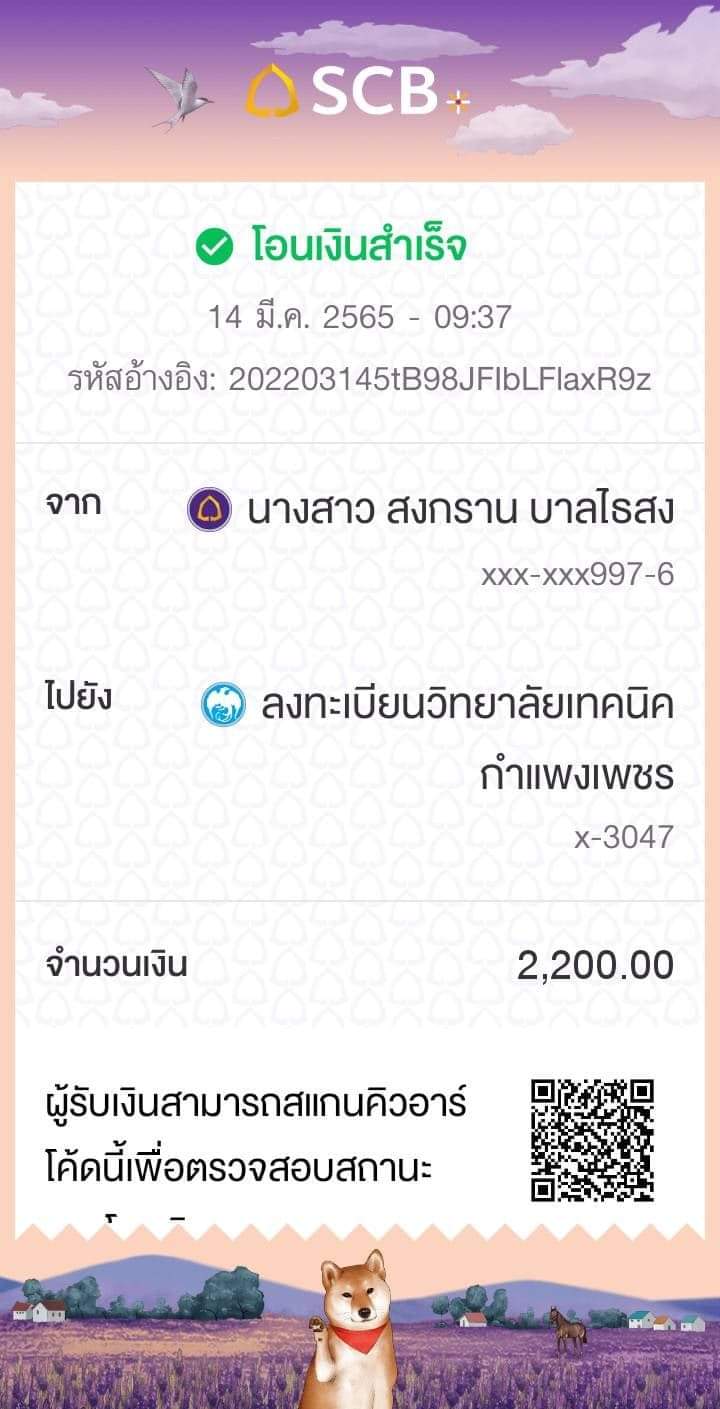 SCB
โอนเงินสำเร็จ
14 มี.ค. 2565 - 09:37
รหัสอ้างอิง: 202203145tB98JFIbLFlaxR9z
จาก
นางสาว สงกราน บาลไธสง
xxx-xxx997-6
ไปยัง
ลงทะเบียนวิทยาลัยเทคนิค
กำแพงเพชร
x-3047
จำนวนเงิน 2,200.00
ผู้รับเงินสามารถสแกนคิวอาร์
โค้ดนี้เพื่อตรวจสอบสถานะ